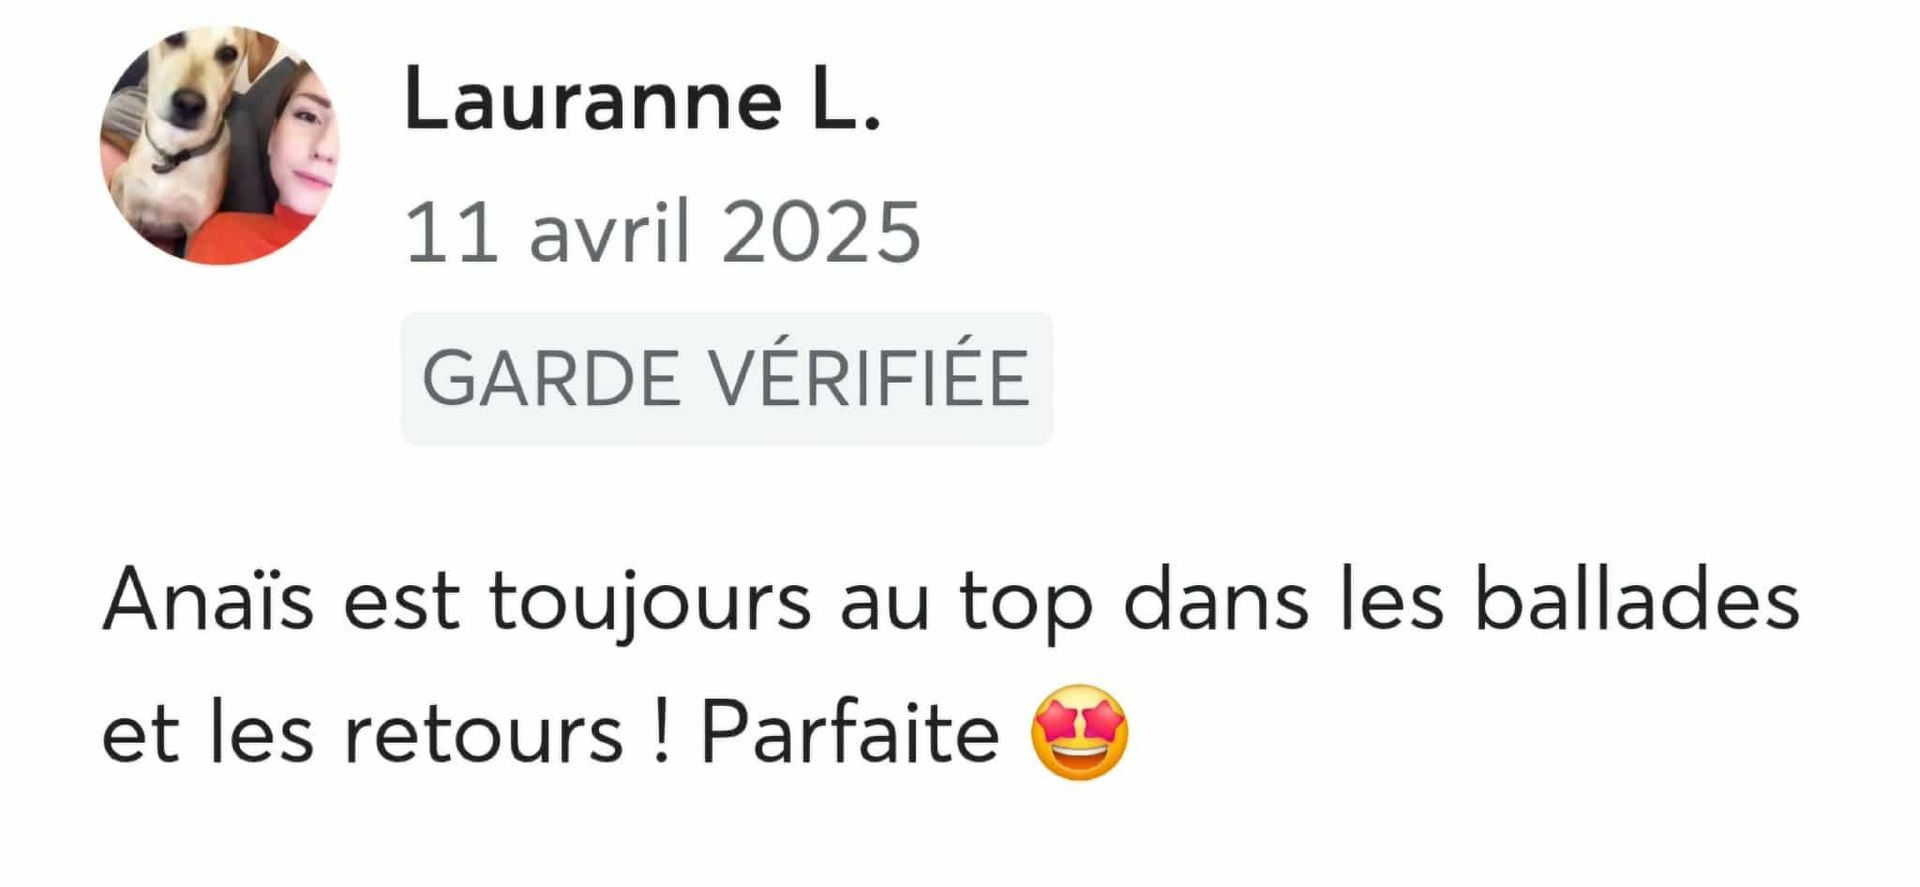 Lauranne L.
11 avril 2025
GARDE VÉRIFIÉE
Anaïs est toujours au top dans les ballades
et les retours ! Parfaite 🤩